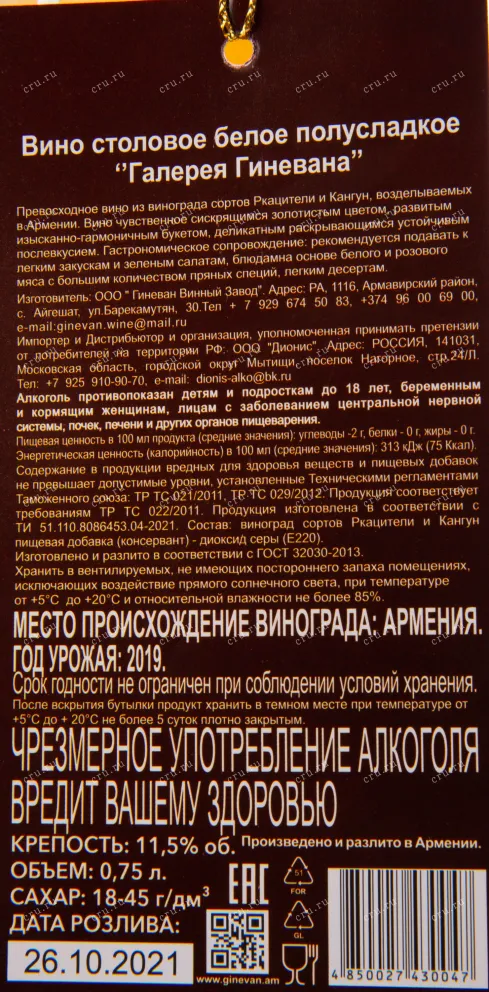 Вино столовое белое полусладкое
‘’Галерея Гиневана’’
Превосходное вино из винограда сортов Ркацители и Кангун, возделываемых
в Армении. Вино чувственное сискрящимся золотистым цветом, развитым
изысканно-гармоничным букетом, деликатным раскрывающимся устойчивым
послевкусием. Гастрономическое сопровождение: рекомендуется подавать к
легким закускам и зеленым салатам, блюдамна основе белого и розового
мяса с большим количеством пряных специй, легким десертам.
Изготовитель: ООО " Гиневан Винный Завод". Адрес: РА, 1116, Армавирский район,
с. Айгешат, ул.Барекамутян, 30.Тел + 7 929 674 50 83, +374 96 00 69 00,
e-mail:ginevan.wine@mail.ru
Импортер и Дистрибьютор и организация, уполномоченная принимать претензии
от потребителей на территории РФ: ООО "Дионис". Адрес: РОССИЯ, 141031,
Московская область, городской округ Мытищи, поселок Нагорное, стр.24/Л.
Тел: +7 925 910-90-70, e-mail: dionis-alko@bk.ru
Алкоголь противопоказан детям и подросткам до 18 лет, беременным
и кормящим женщинам, лицам с заболеванием центральной нервной
системы, почек, печени и других органов пищеварения.
Пищевая ценность в 100 мл продукта (средние значения): углеводы -2 г, белки - 0 г, жиры - 0 г.
Энергетическая ценность (калорийность) в 100 мл (средние значения): 313 кДж (75 Ккал).
Содержание в продукции вредных для здоровья веществ и пищевых добавок
не превышает допустимые уровни, установленные Техническими регламентами
Таможенного союза: ТР ТС 021/2011, ТР ТС 029/2012. Продукция соответствует
требованиям ТР ТС 022/2011. Продукция изготовлена в соответствии с
ТИ 51.110.8086453.04-2021. Состав: виноград сортов Ркацители и Кангун
пищевая добавка (консервант) - диоксид серы (Е220).
Изготовлено и разлито в соответствии с ГОСТ 32030-2013.
Хранить в вентилируемых, не имеющих постороннего запаха помещениях,
исключающих воздействие прямого солнечного света, при температуре
от +5°С до +20°С и относительной влажности не более 85%.
МЕСТО ПРОИСХОЖДЕНИЕ ВИНОГРАДА: АРМЕНИЯ.
ГОД УРОЖАЯ: 2019.
Срок годности не ограничен при соблюдении условий хранения.
После вскрытия бутылки продукт хранить в темном месте при температуре от
+5°С до + 20°С не более 5 суток плотно закрытым.
ЧРЕЗМЕРНОЕ УПОТРЕБЛЕНИЕ АЛКОГОЛЯ
ВРЕДИТ ВАШЕМУ ЗДОРОВЬЮ
КРЕПОСТЬ: 11,5% об. Произведено и разлито в Армении.
ОБЪЕМ: 0,75 л.
САХАР: 18-45 г/дм³
ДАТА РОЗЛИВА:
26.10.2021
EAC
www.ginevan.am
51
FOR
GL
4 850027 430047